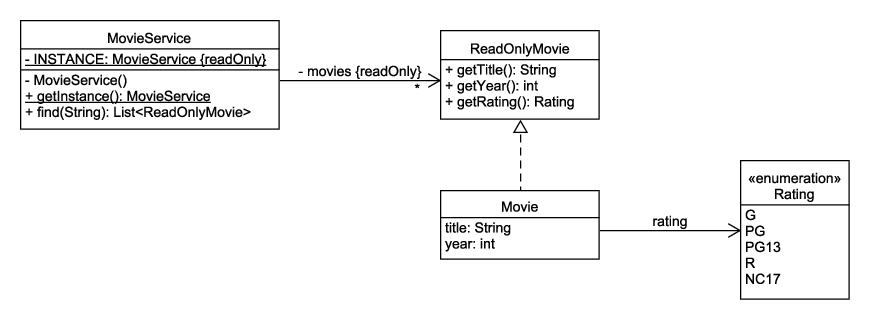 MovieService
- INSTANCE: MovieService {readOnly}
- MovieService()
+ getInstance(): MovieService
+ find(String): List<ReadOnlyMovie>
- movies {readOnly}
*
ReadOnlyMovie
+ getTitle(): String
+ getYear(): int
+ getRating(): Rating
Movie
title: String
year: int
rating
«enumeration»
Rating
G
PG
PG13
R
NC17